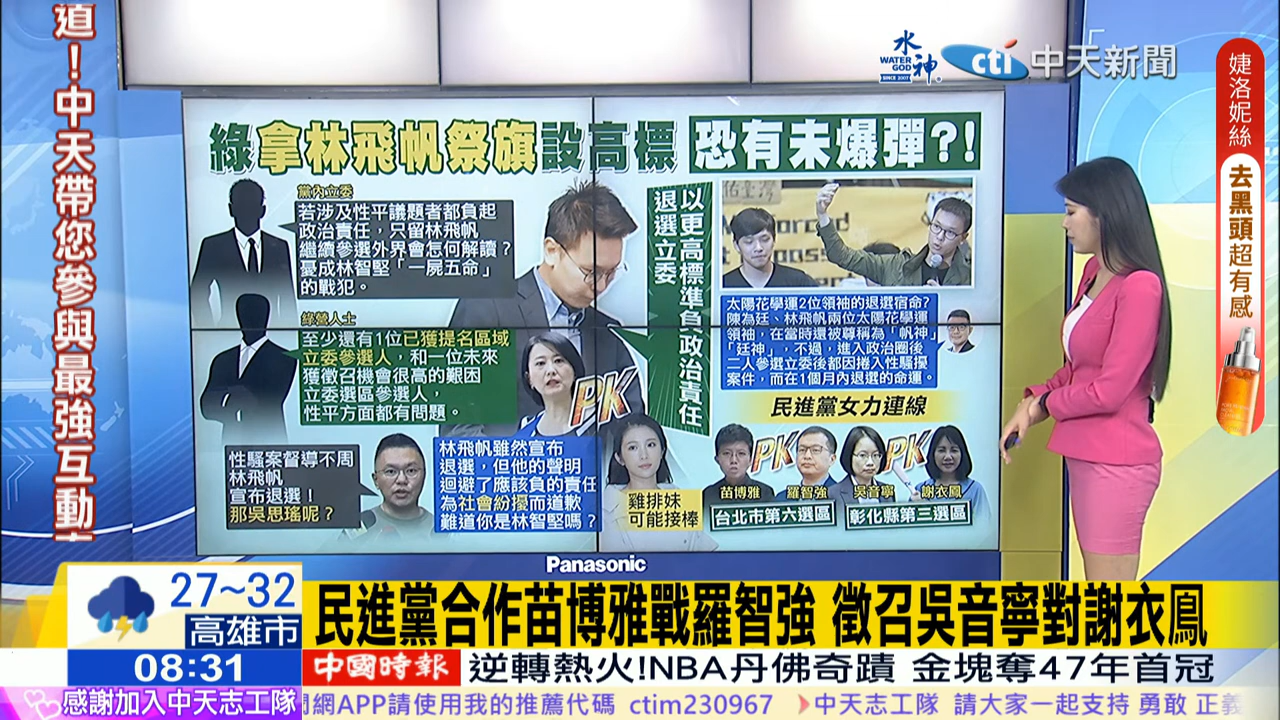 迫！中天帶您參與最強互動
水神
WATER GOD
SINCE 2007
cti 中天新聞
婕洛妮絲
去黑頭超有感
綠拿林飛帆祭旗設高標 恐有未爆彈?!
黨內立委
若涉及性平議題者都負起
政治責任，只留林飛帆
繼續參選外界會怎何解讀？
憂成林智堅「一屍五命」
的戰犯。
綠營人士
至少還有1位已獲提名區域
立委參選人，和一位未來
獲徵召機會很高的艱困
立委選區參選人，
性平方面都有問題。
以更高標準負政治責任
退選立委
太陽花學運2位領袖的退選宿命?
陳為廷、林飛帆兩位太陽花學運
領袖，在當時還被尊稱為「帆神」
「廷神」，不過，進入政治圈後
二人參選立委後都因捲入性騷擾
案件，而在1個月內退選的命運。
性騷案督導不周
林飛帆
宣布退選！
那吳思瑤呢？
林飛帆雖然宣布
退選，但他的聲明
迴避了應該負的責任
為社會紛擾而道歉
難道你是林智堅嗎？
PK
雞排妹
可能接棒
民進黨女力連線
PK
PK
苗博雅
羅智強
吳音寧
謝衣鳳
台北市第六選區
彰化縣第三選區
Panasonic
27~32
高雄市
08:31
民進黨合作苗博雅戰羅智強 徵召吳音寧對謝衣鳯
中國時報
逆轉熱火!NBA丹佛奇蹟 金塊奪47年首冠
感謝加入中天志工隊
聞網APP請使用我的推薦代碼 ctim230967 中天志工隊 請大家一起支持 勇敢 正義